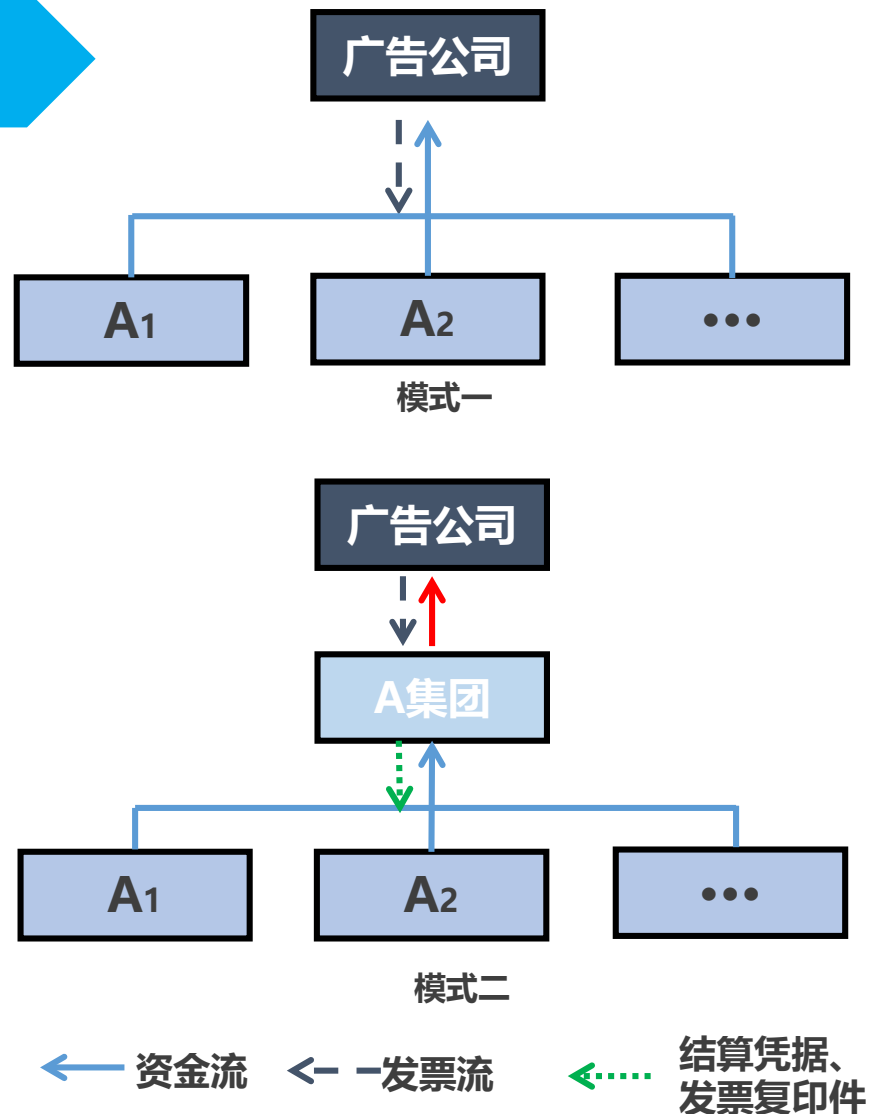 广告公司
A1
A2
•••
模式一
广告公司
A集团
A1
A2
•••
模式二
资金流
发票流
结算凭据、
发票复印件